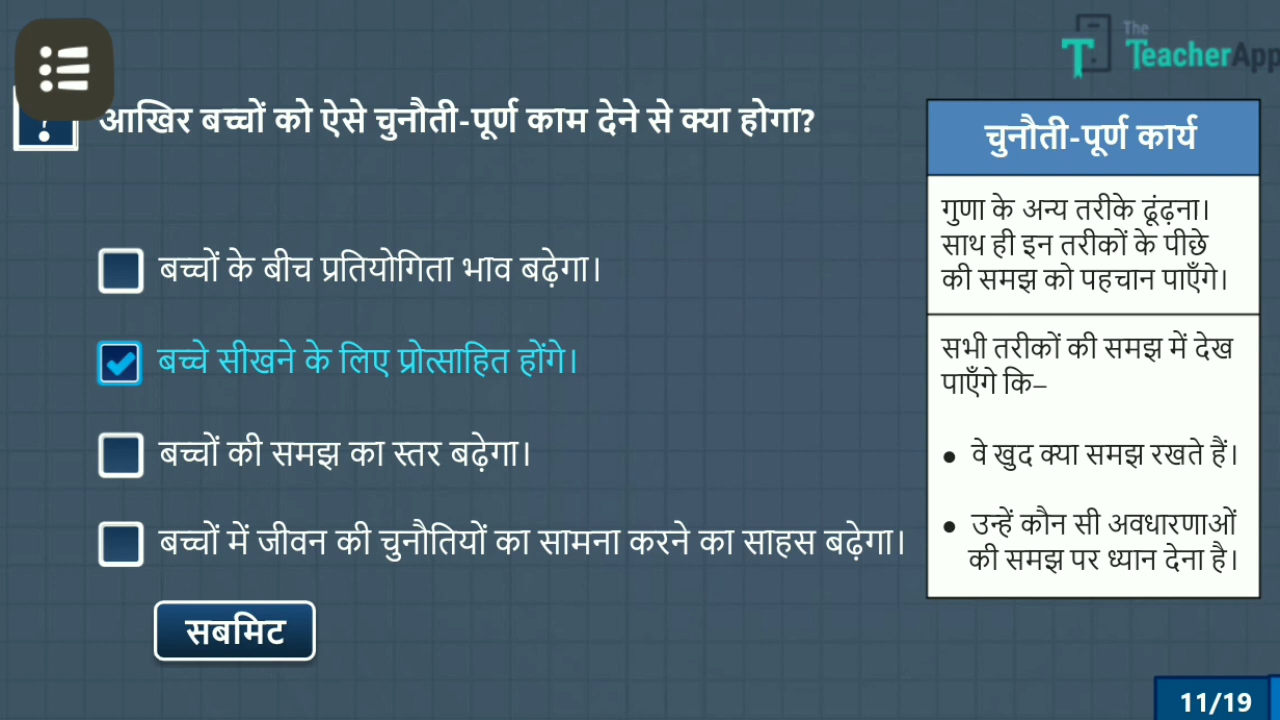 The
TeacherApp
?
आखिर बच्चों को ऐसे चुनौती-पूर्ण काम देने से क्या होगा?
बच्चों के बीच प्रतियोगिता भाव बढ़ेगा।
बच्चे सीखने के लिए प्रोत्साहित होंगे।
बच्चों की समझ का स्तर बढ़ेगा।
बच्चों में जीवन की चुनौतियों का सामना करने का साहस बढ़ेगा।
सबमिट
चुनौती-पूर्ण कार्य
गुणा के अन्य तरीके ढूंढ़ना।
साथ ही इन तरीकों के पीछे
की समझ को पहचान पाएँगे।
सभी तरीकों की समझ में देख
पाएँगे कि–
• वे खुद क्या समझ रखते हैं।
• उन्हें कौन सी अवधारणाओं
की समझ पर ध्यान देना है।
11/19